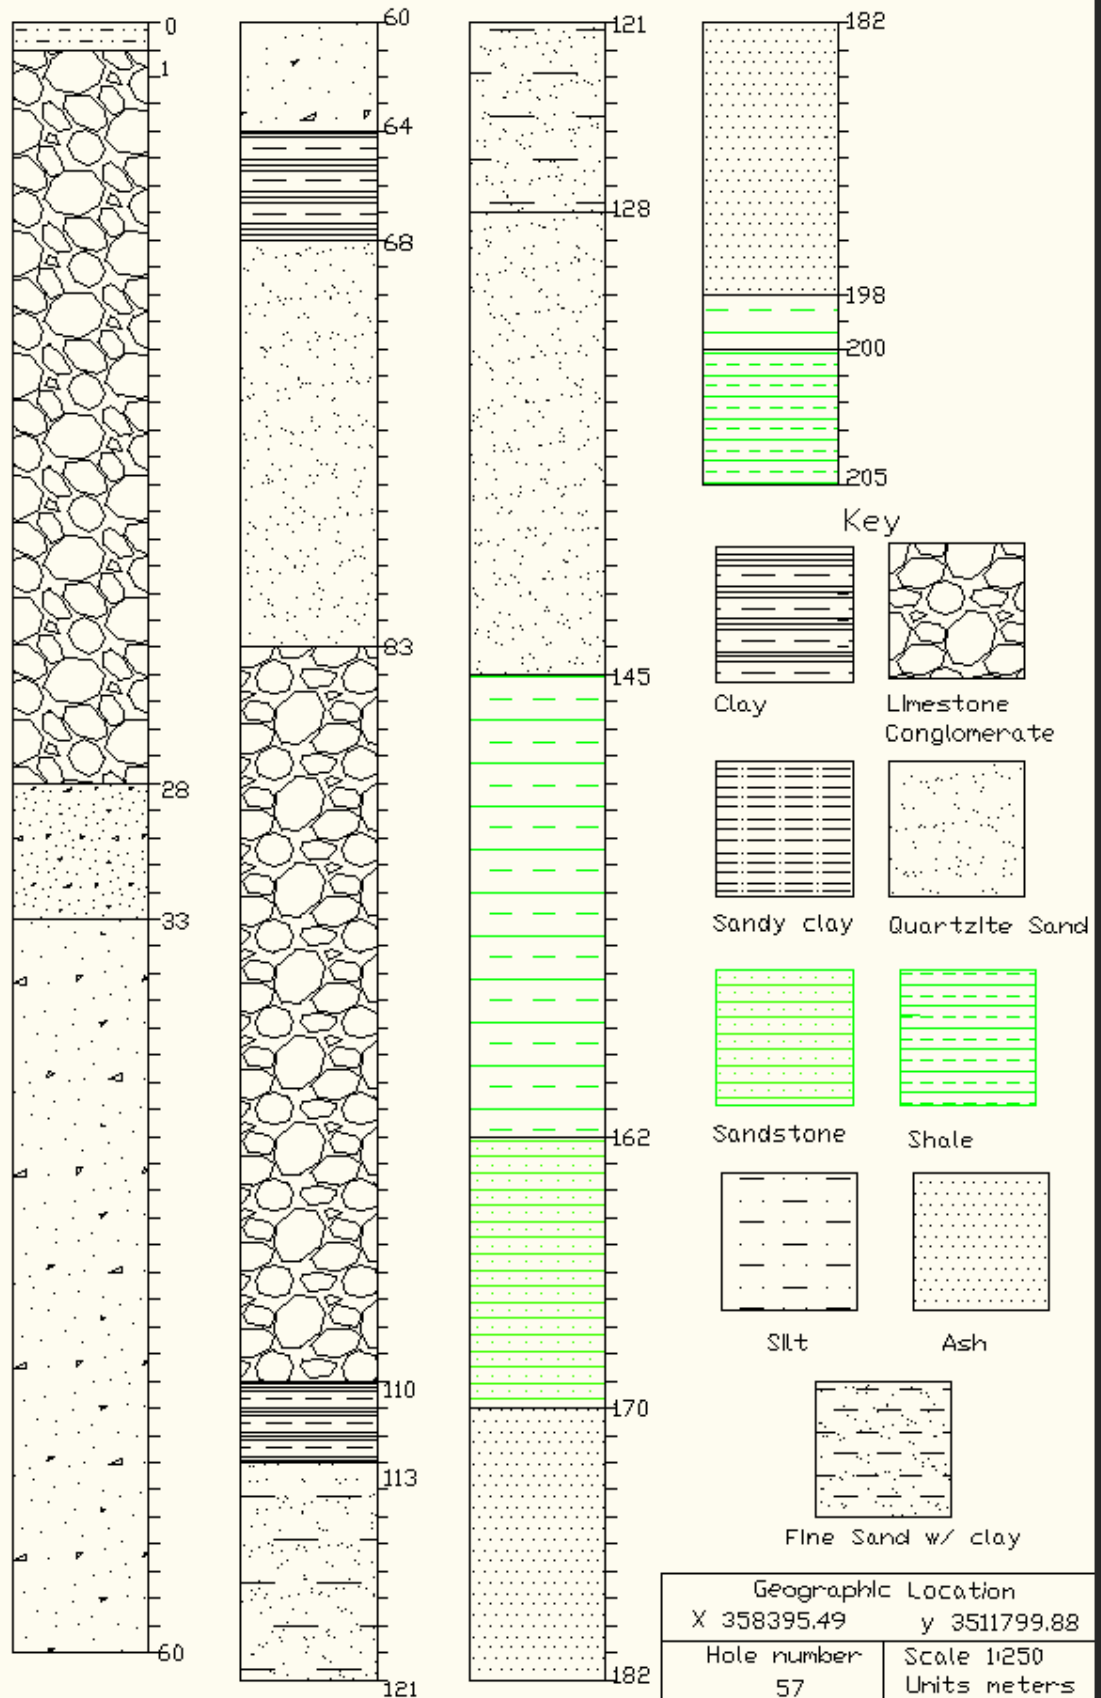 0
1
28
33
60
60
64
68
83
110
113
121
121
128
145
162
170
182
182
198
200
205
Key
Clay
LImestone
Conglomerate
Sandy clay
QuartzIte Sand
Sandstone
Shale
SIlt
Ash
FIne Sand w/ clay
GeographIc Location
X 358395.49 y 3511799.88
Hole number
57
Scale 1:250
Units meters